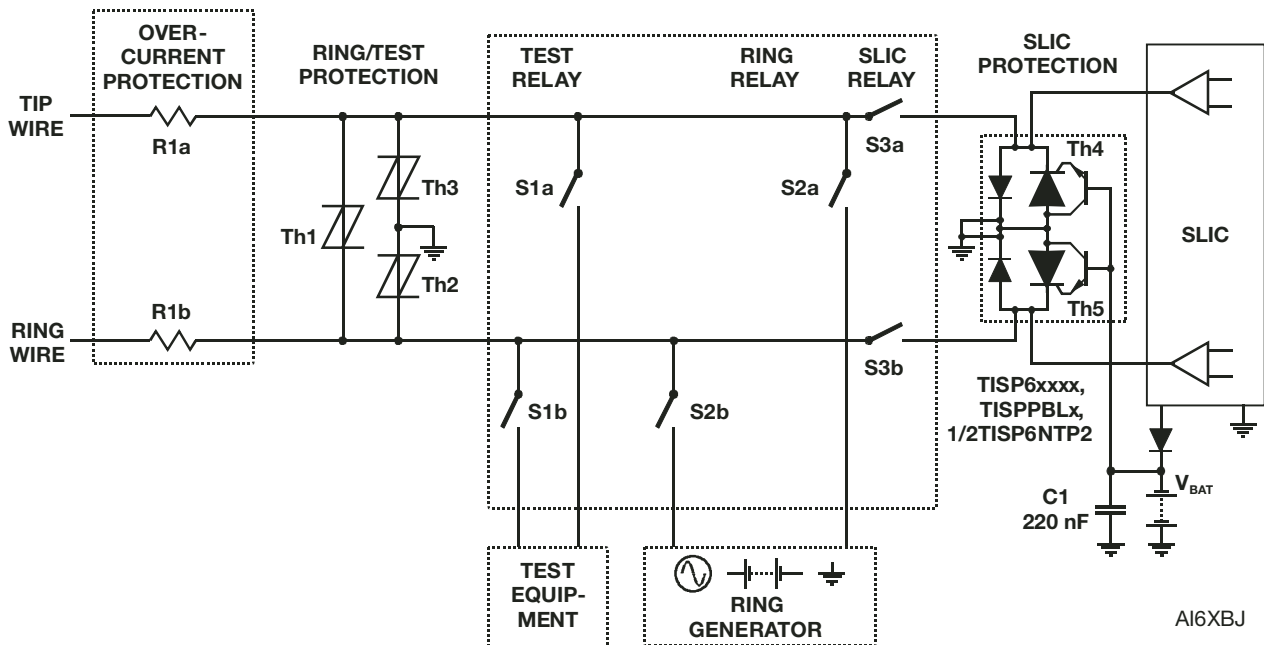 OVER-
CURRENT
PROTECTION
RING/TEST
PROTECTION
TEST
RELAY
RING
RELAY
SLIC
RELAY
SLIC
PROTECTION
TIP
WIRE
R1a
S3a
Th4
Th3
S1a
S2a
Th1
SLIC
Th2
R1b
Th5
RING
WIRE
S3b
S1b
S2b
TISP6xxxx,
TISPPBLx,
1/2TISP6NTP2
C1
220 nF
VBAT
TEST
EQUIP-
MENT
RING
GENERATOR
AI6XBJ